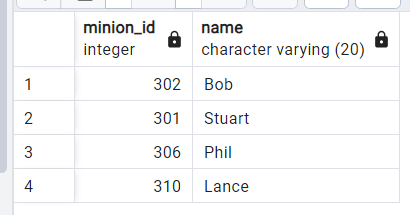 minion_id name
integer character varying (20)
1 302 Bob
2 301 Stuart
3 306 Phil
4 310 Lance